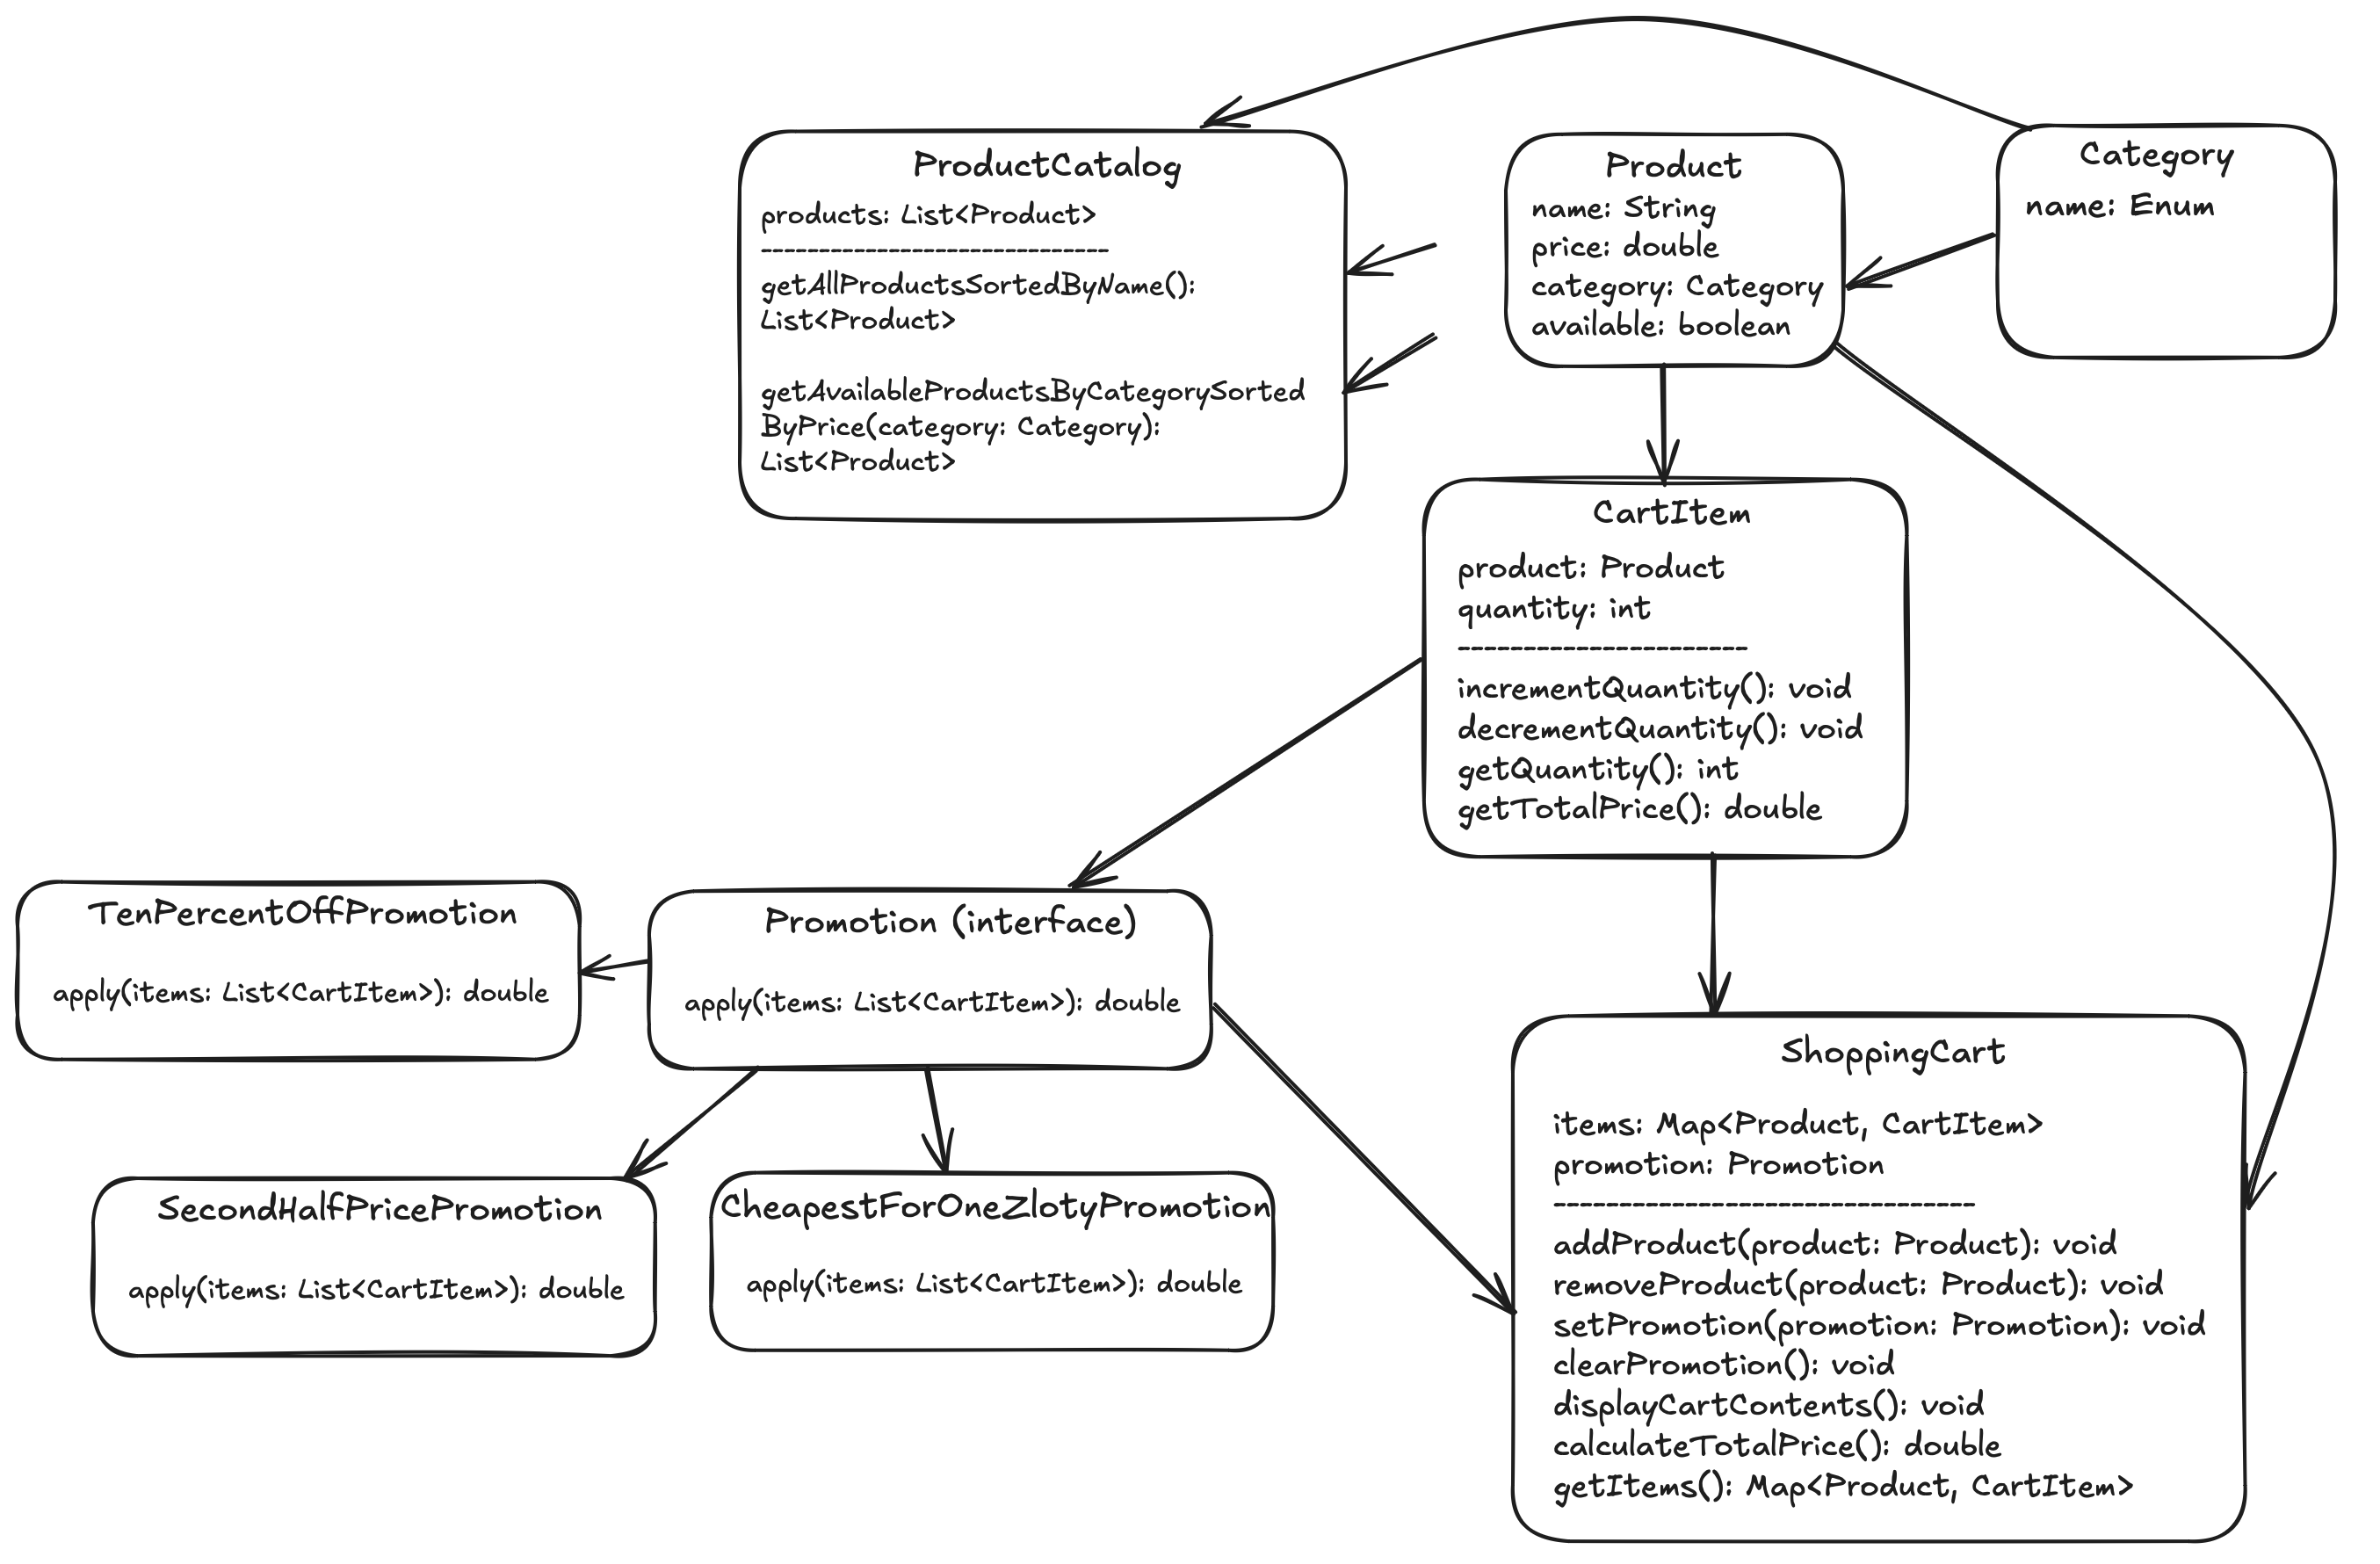 ProductCatalog
products: List<Product>
------------------------------
getAllProductsSortedByName():
List<Product>
getAvailableProductsByCategorySorted
ByPrice(category: Category):
List<Product>
Product
name: String
price: double
category: Category
available: boolean
Category
name: Enum
CartItem
product: Product
quantity: int
----------------------
incrementQuantity(): void
decrementQuantity(): void
getQuantity(): int
getTotalPrice(): double
TenPercentOffPromotion
apply(items: List<CartItem>): double
Promotion (interface)
apply(items: List<CartItem>): double
SecondHalfPricePromotion
apply(items: List<CartItem>): double
CheapestForOneZlotyPromotion
apply(items: List<CartItem>): double
ShoppingCart
items: Map<Product, CartItem>
promotion: Promotion
--------------------------------
addProduct(product: Product): void
removeProduct(product: Product): void
setPromotion(promotion: Promotion): void
clearPromotion(): void
displayCartContents(): void
calculateTotalPrice(): double
getItems(): Map<Product, CartItem>